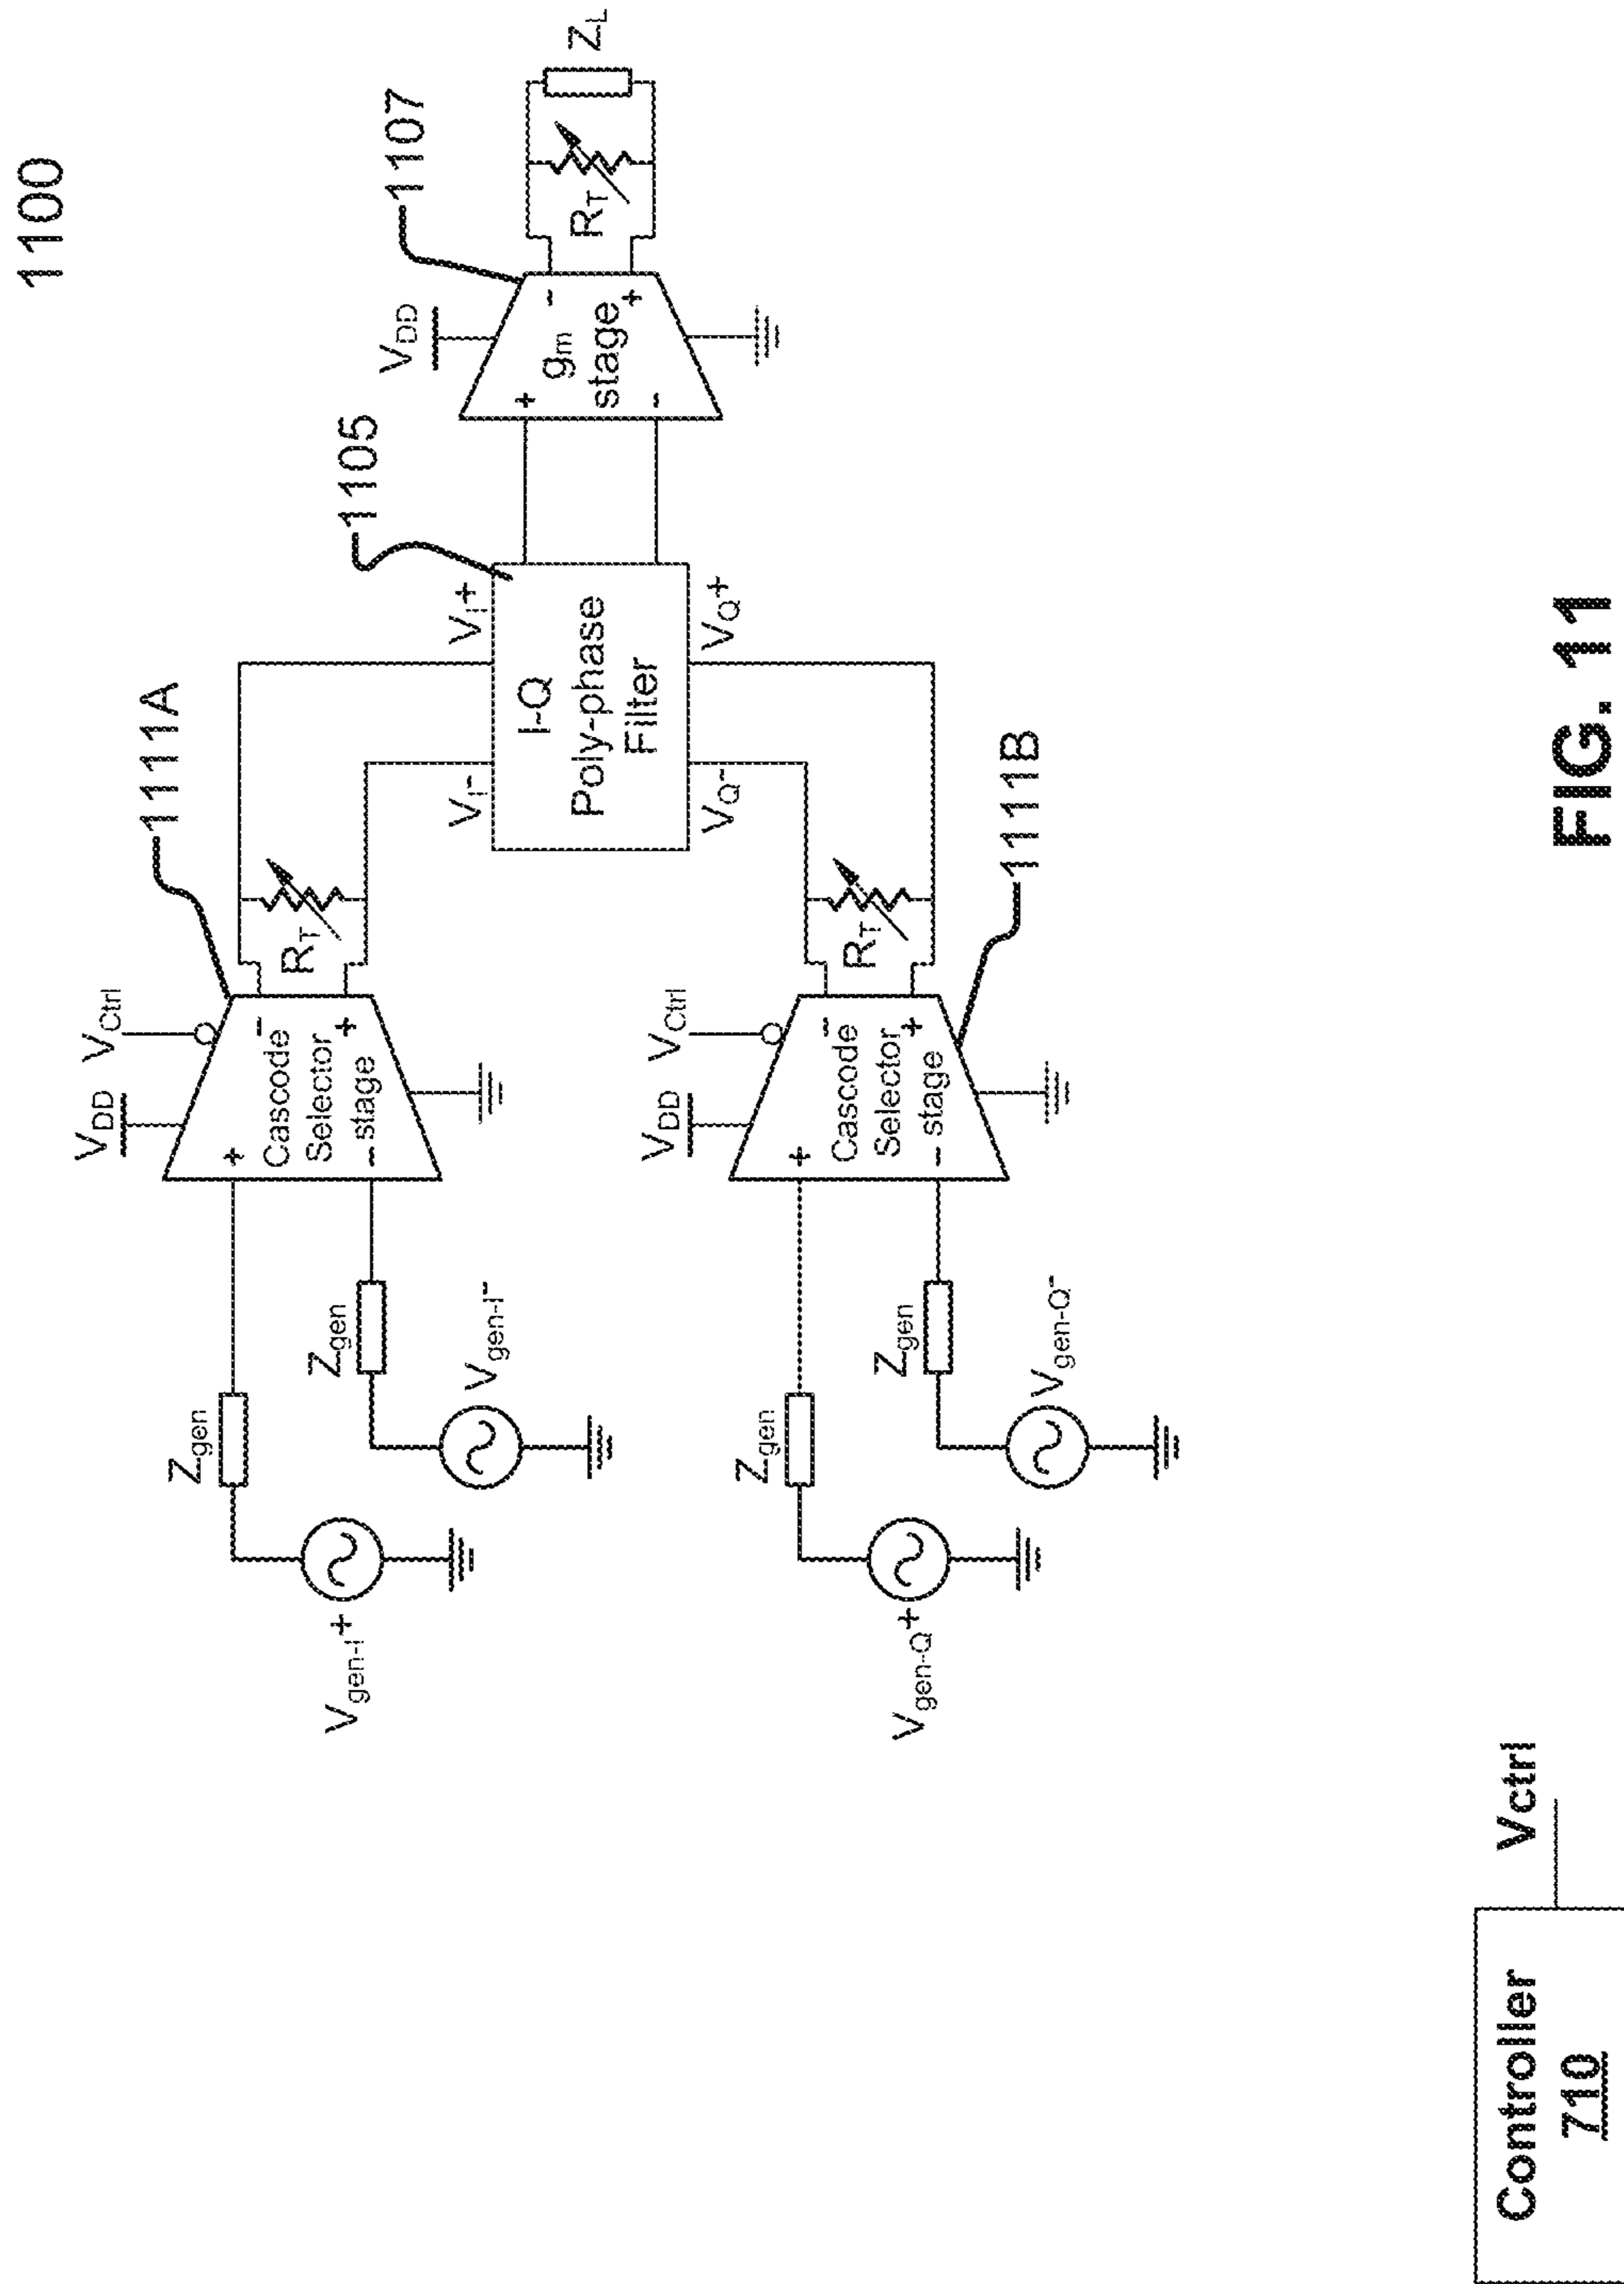 1100
1111A
V_Ctrl
V_DD
+
-
Cascode
Selector
stage
-
+
R_T
Z_gen
Z_gen
V_gen-I+
V_gen-I-
V_I-
V_I+
I-Q
Poly-phase
Filter
1105
V_Q-
V_Q+
V_DD
1107
+
-
g_m
stage
-
+
R_T
Z_L
V_Ctrl
V_DD
+
-
Cascode
Selector
stage
-
+
R_T
1111B
Z_gen
Z_gen
V_gen-Q+
V_gen-Q-
Controller
710
Vctrl
FIG. 11